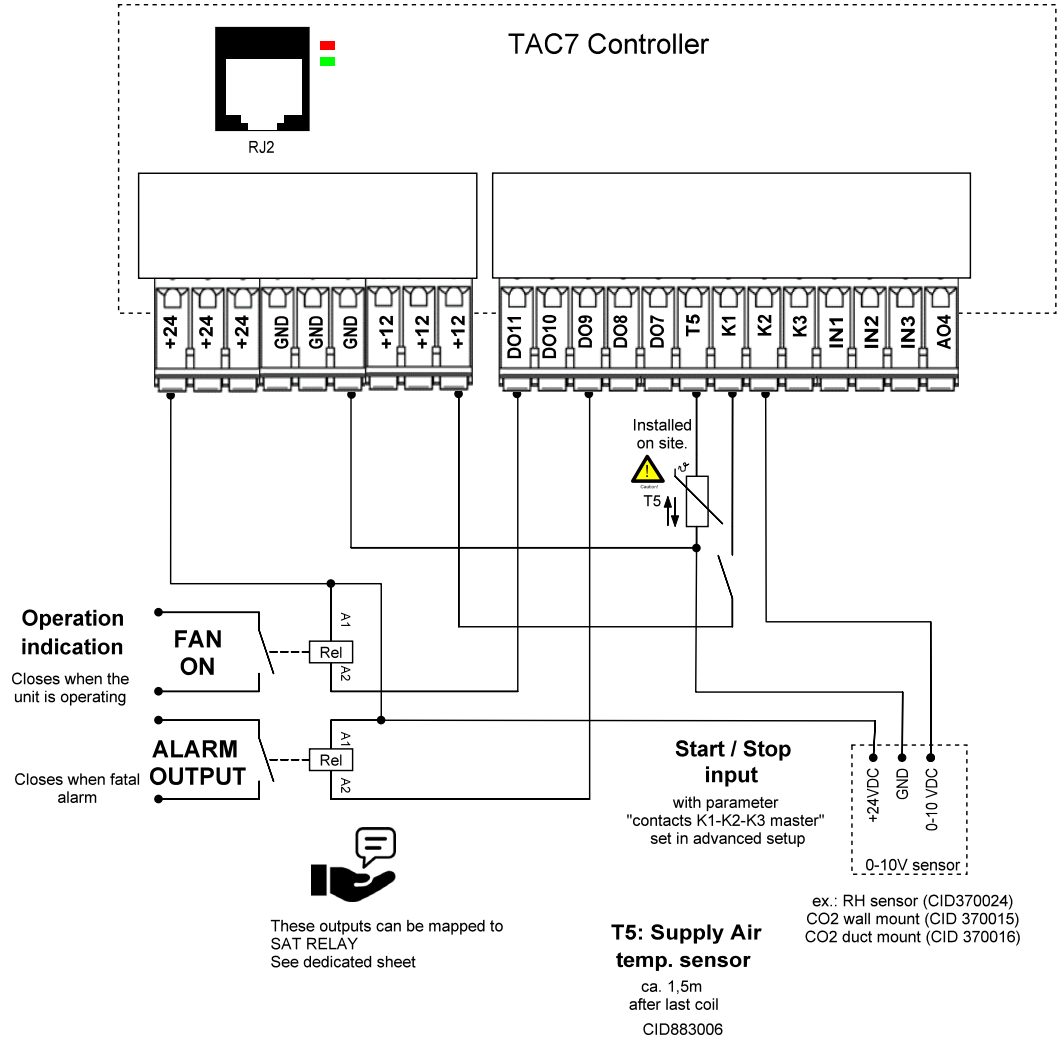 TAC7 Controller
RJ2
+24
+24
+24
GND
GND
GND
+12
+12
+12
DO11
DO10
DO9
DO8
DO7
T5
K1
K2
K3
IN1
IN2
IN3
AO4
Installed
on site.
!
Caution!
ϑ
T5
Operation
indication
Closes when the
unit is operating
FAN
ON
A1
Rel
A2
ALARM
OUTPUT
Closes when fatal
alarm
A1
Rel
A2
Start / Stop
input
with parameter
"contacts K1-K2-K3 master"
set in advanced setup
+24VDC
GND
0-10 VDC
0-10V sensor
ex.: RH sensor (CID370024)
CO2 wall mount (CID 370015)
CO2 duct mount (CID 370016)
These outputs can be mapped to
SAT RELAY
See dedicated sheet
T5: Supply Air
temp. sensor
ca. 1,5m
after last coil
CID883006